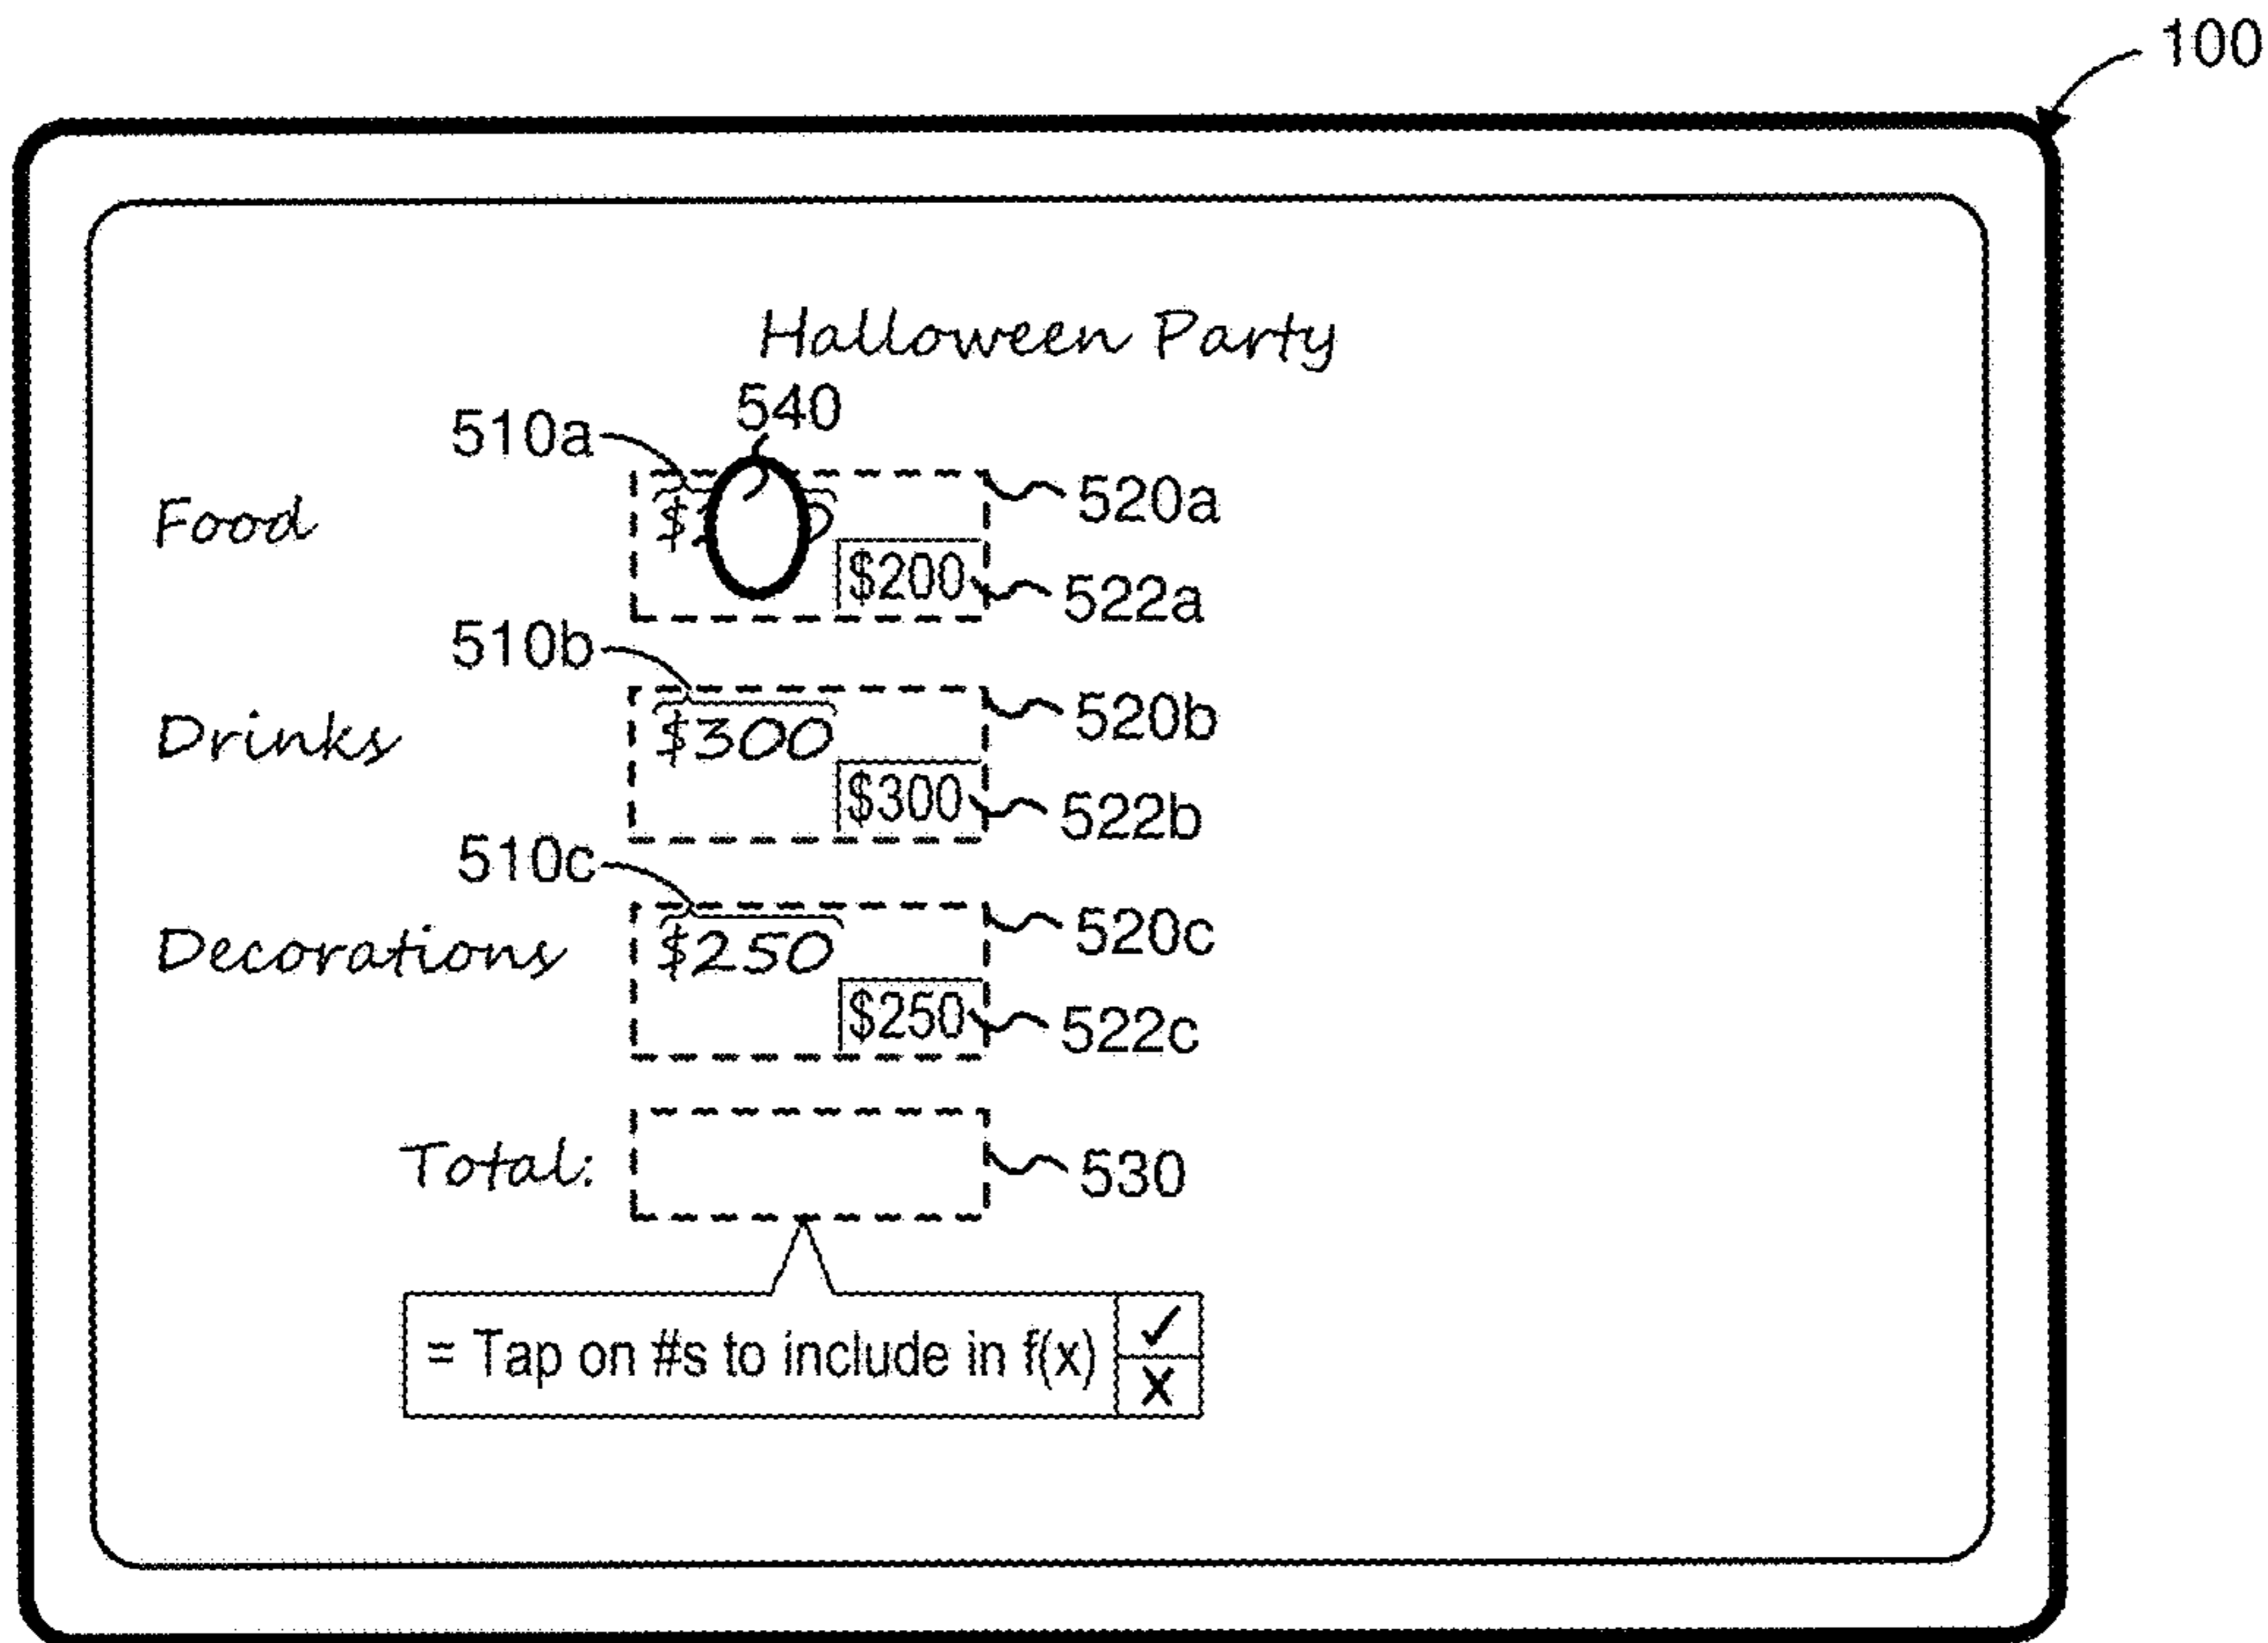 100
Halloween Party
540
510a
520a
Food
$200
522a
510b
520b
Drinks $300
$300
522b
510c
520c
Decorations $250
$250
522c
Total:
530
= Tap on #s to include in f(x) ✓
X